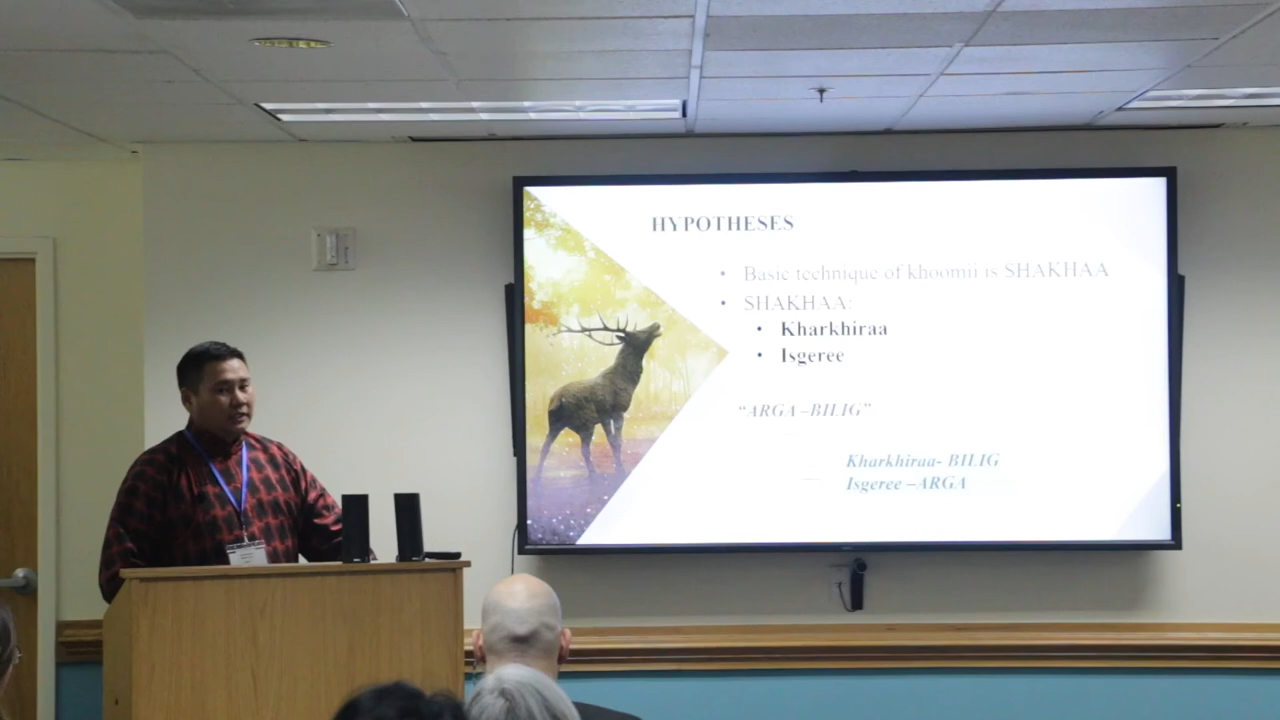 HYPOTHESES
• Basic technique of khoomii is SHAKHAA
• SHAKHAA:
• Kharkhiraa
• Isgeree
“ARGA –BILIG”
Kharkhiraa- BILIG
Isgeree –ARGA